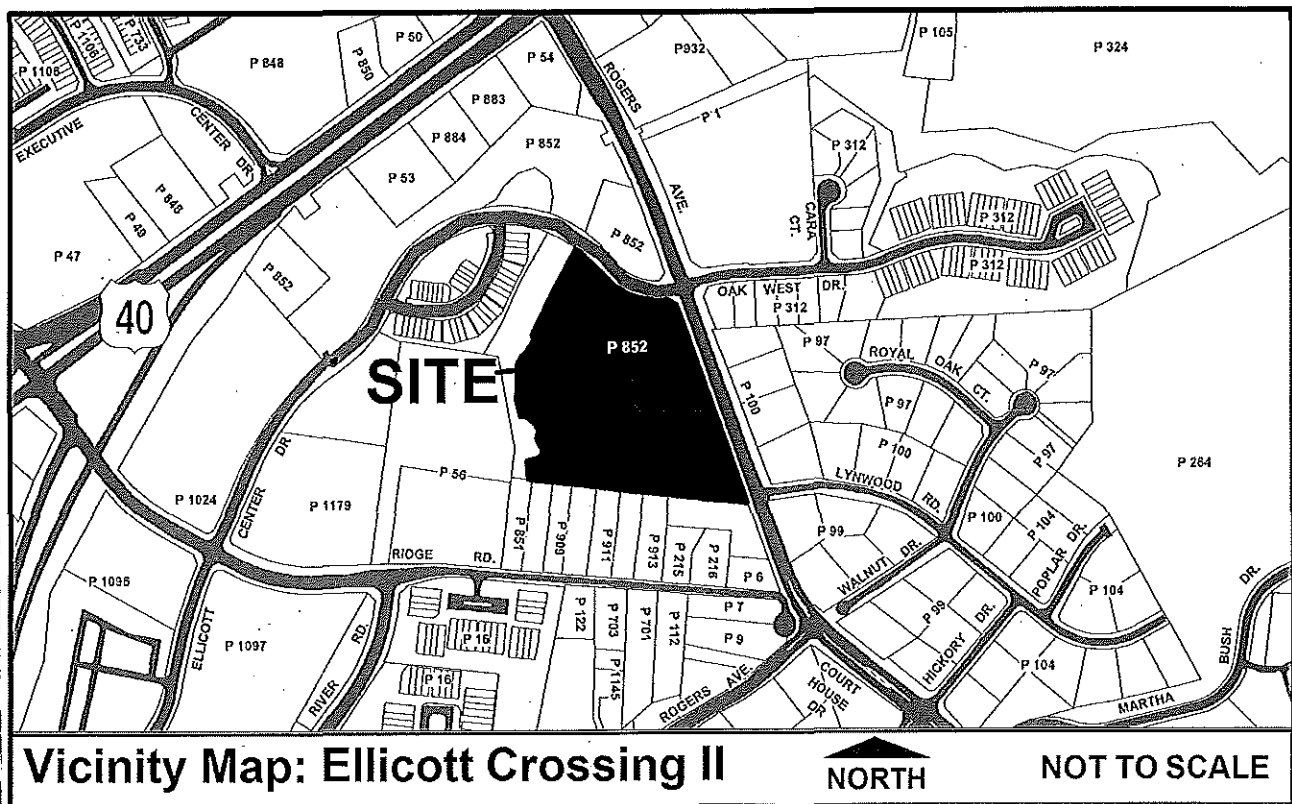 P 1106
P 1106
P 733
P 848
P 850
P 50
P 54
ROGERS
AVE.
P932
P 105
P 324
EXECUTIVE
CENTER DR
P 883
P 884
P 852
P 53
P 1
P 312
CARA CT.
P 848
P 49
P 47
P 852
P 852
P 312
P 312
40
OAK WEST DR.
P 312
P 852
SITE
P 97
ROYAL OAK CT.
P 97
P 97
P 100
P 100
P 97
LYNWOOD RD.
P 264
P 56
P 1024
CENTER DR
P 1179
P 851
P 909
P 911
P 913
P 215
P 216
P 6
RIDGE RD.
P 99
WALNUT DR.
P 100
P 104
POPLAR DR.
P 104
P 1096
P 7
P 9
P 122
P 703
P 701
P 112
P 99
HICKORY DR.
P 104
BUSH DR.
ELLICOTT
P 1097
RIVER RD.
P 16
P 16
P1145
ROGERS AVE.
COURT
HOUSE
DR
MARTHA
Vicinity Map: Ellicott Crossing II
NORTH
NOT TO SCALE